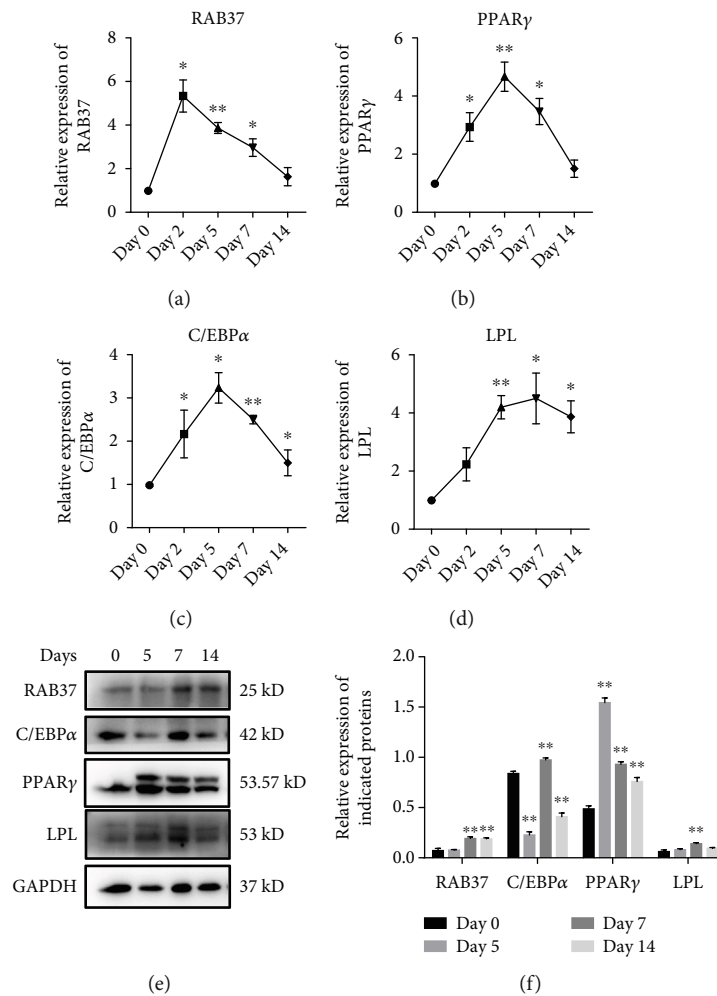 RAB37
Relative expression of
RAB37
8
6
4
2
0
*
**
*
Day 0
Day 2
Day 5
Day 7
Day 14
(a)
PPARγ
Relative expression of
PPARγ
6
4
2
0
*
**
*
Day 0
Day 2
Day 5
Day 7
Day 14
(b)
C/EBPα
Relative expression of
C/EBPα
4
3
2
1
0
*
*
**
*
Day 0
Day 2
Day 5
Day 7
Day 14
(c)
LPL
Relative expression of
LPL
6
4
2
0
**
*
*
Day 0
Day 2
Day 5
Day 7
Day 14
(d)
Days 0 5 7 14
RAB37 25 kD
C/EBPα 42 kD
PPARγ 53.57 kD
LPL 53 kD
GAPDH 37 kD
(e)
Relative expression of
indicated proteins
2.0
1.5
1.0
0.5
0.0
** **
** ** **
** ** **
**
RAB37 C/EBPα PPARγ LPL
Day 0 Day 7
Day 5 Day 14
(f)